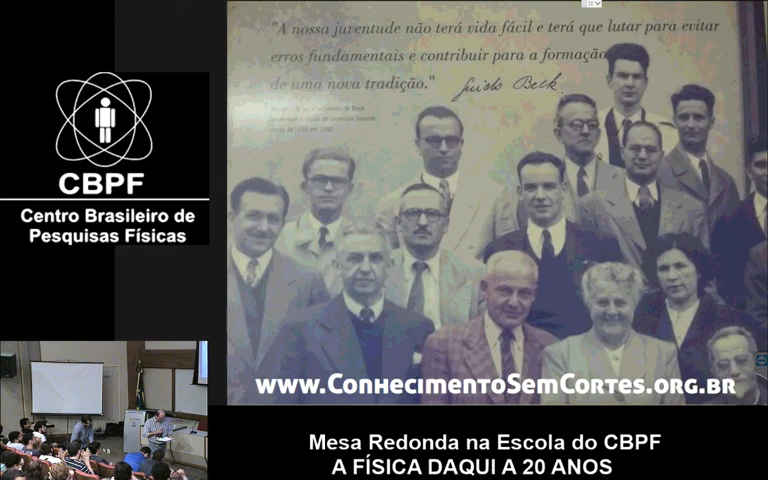 "A nossa juventude não terá vida fácil e terá que lutar para evitar
erros fundamentais e contribuir para a formação
de uma nova tradição."
Guido Beck
CBPF
Centro Brasileiro de
Pesquisas Físicas
www.ConhecimentoSemCortes.org.br
Mesa Redonda na Escola do CBPF
A FÍSICA DAQUI A 20 ANOS